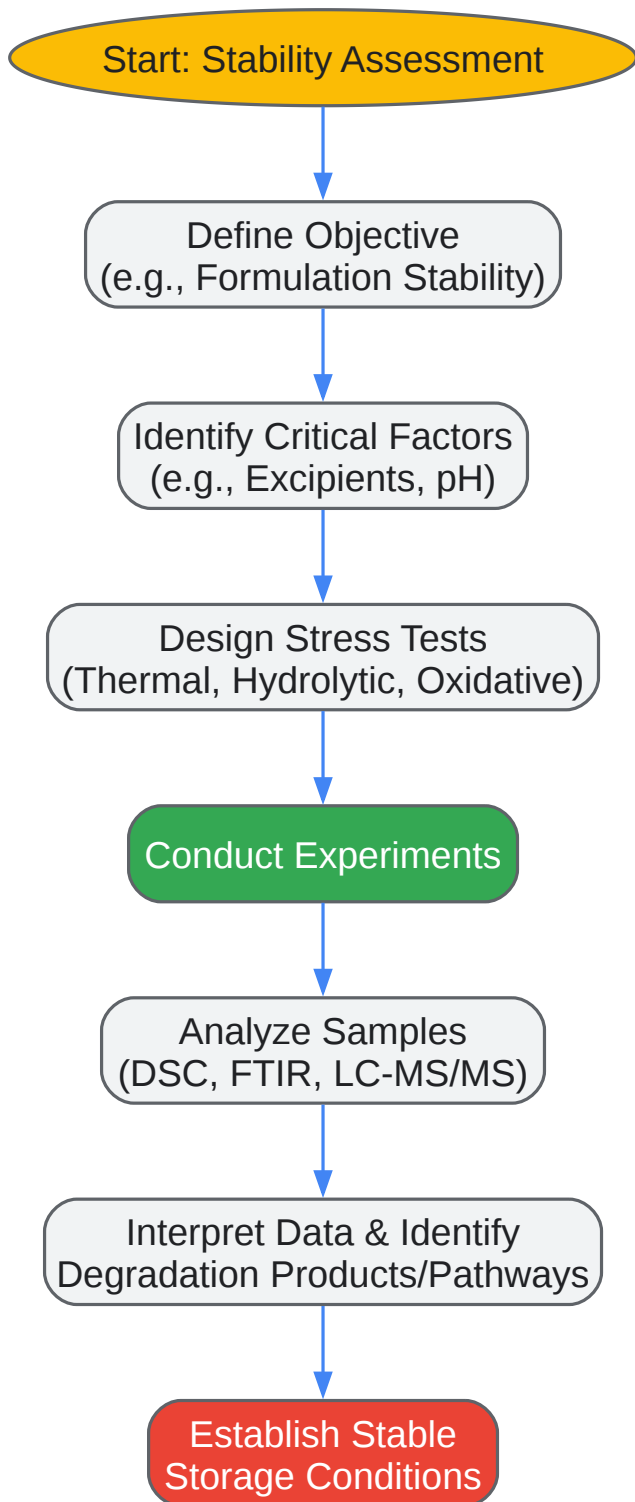 Start: Stability Assessment
Define Objective
(e.g., Formulation Stability)
Identify Critical Factors
(e.g., Excipients, pH)
Design Stress Tests
(Thermal, Hydrolytic, Oxidative)
Conduct Experiments
Analyze Samples
(DSC, FTIR, LC-MS/MS)
Interpret Data & Identify
Degradation Products/Pathways
Establish Stable
Storage Conditions